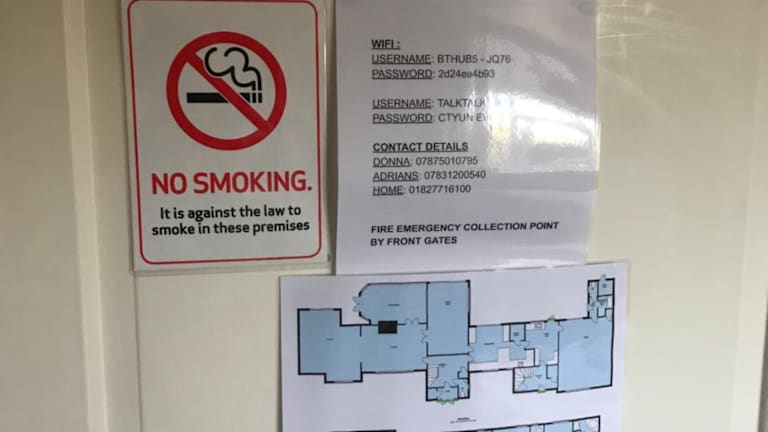 NO SMOKING.
It is against the law to
smoke in these premises
WIFI :
USERNAME: BTHUB5 - JQ76
PASSWORD: 2d24ea4b93
USERNAME: TALKTALK
PASSWORD: CTYUN
CONTACT DETAILS
DONNA: 07875010795
ADRIANS: 07831200540
HOME: 01827716100
FIRE EMERGENCY COLLECTION POINT
BY FRONT GATES